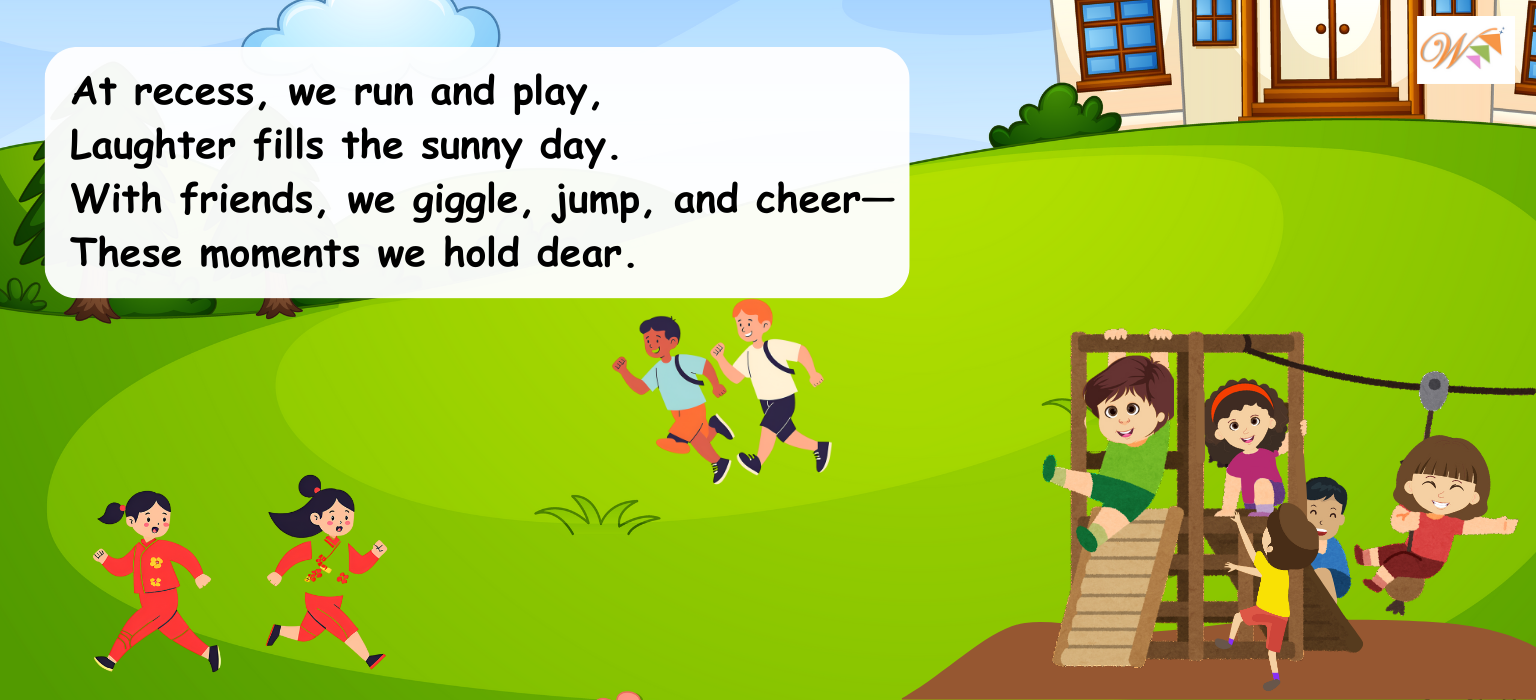 At recess, we run and play,
Laughter fills the sunny day.
With friends, we giggle, jump, and cheer—
These moments we hold dear.
W